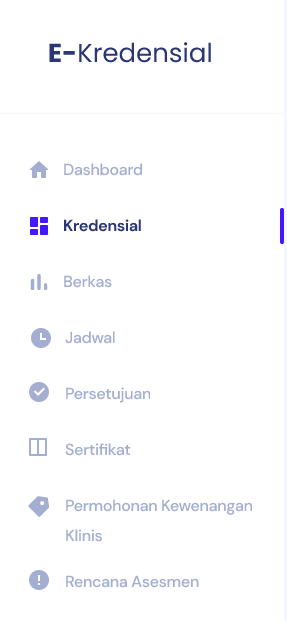 E-Kredensial
Dashboard
Kredensial
Berkas
Jadwal
Persetujuan
Sertifikat
Permohonan Kewenangan
Klinis
Rencana Asesmen